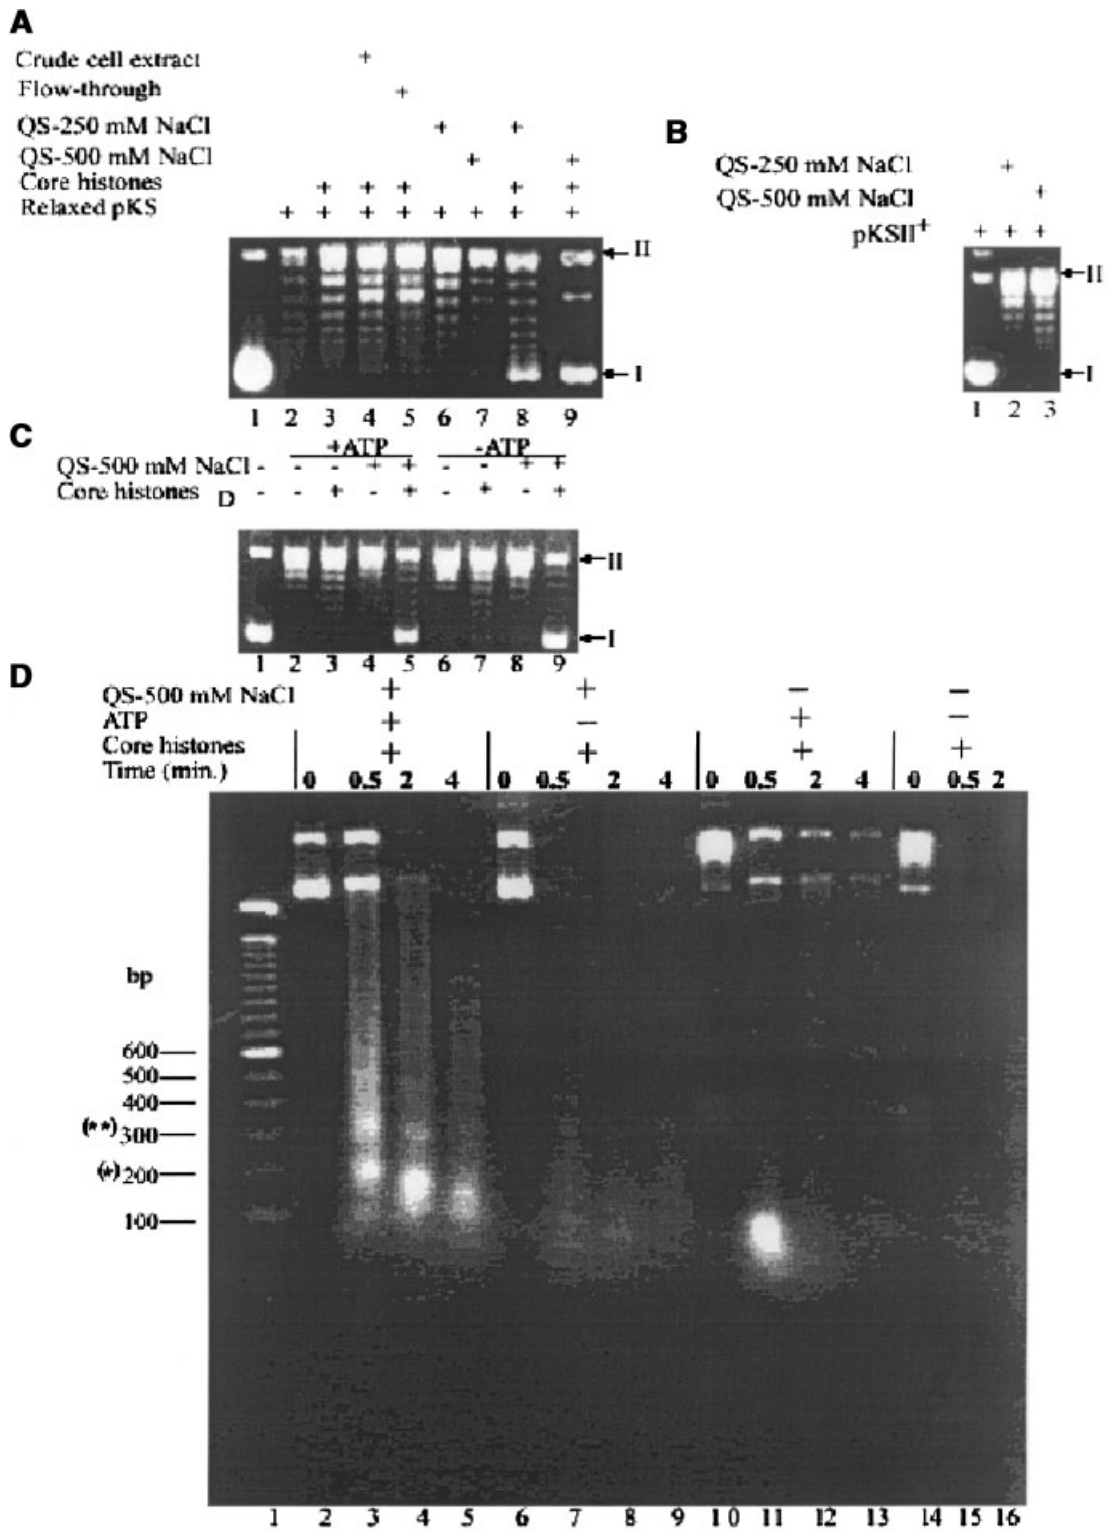 A
Crude cell extract +
Flow-through +
QS-250 mM NaCl + +
QS-500 mM NaCl + +
Core histones + + + + +
Relaxed pKS + + + + + + + +
II
I
1 2 3 4 5 6 7 8 9
B
QS-250 mM NaCl +
QS-500 mM NaCl +
pKSII+ + + +
II
I
1 2 3
C
+ATP -ATP
QS-500 mM NaCl - - - + + - - + +
Core histones D - - + - + - + - +
II
I
1 2 3 4 5 6 7 8 9
D
QS-500 mM NaCl + + − −
ATP + − + −
Core histones + + + +
Time (min.) 0 0.5 2 4 0 0.5 2 4 0 0.5 2 4 0 0.5 2
bp
600
500
400
(**) 300
(*) 200
100
1 2 3 4 5 6 7 8 9 10 11 12 13 14 15 16